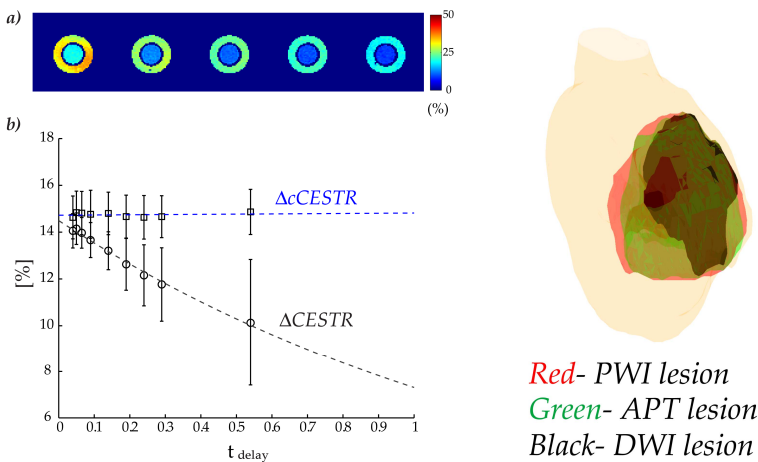 a)
50
25
0
(%)
b)
18
16
14
12
10
8
6
[%]
ΔcCESTR
ΔCESTR
0 0.1 0.2 0.3 0.4 0.5 0.6 0.7 0.8 0.9 1
t delay
Red- PWI lesion
Green- APT lesion
Black- DWI lesion